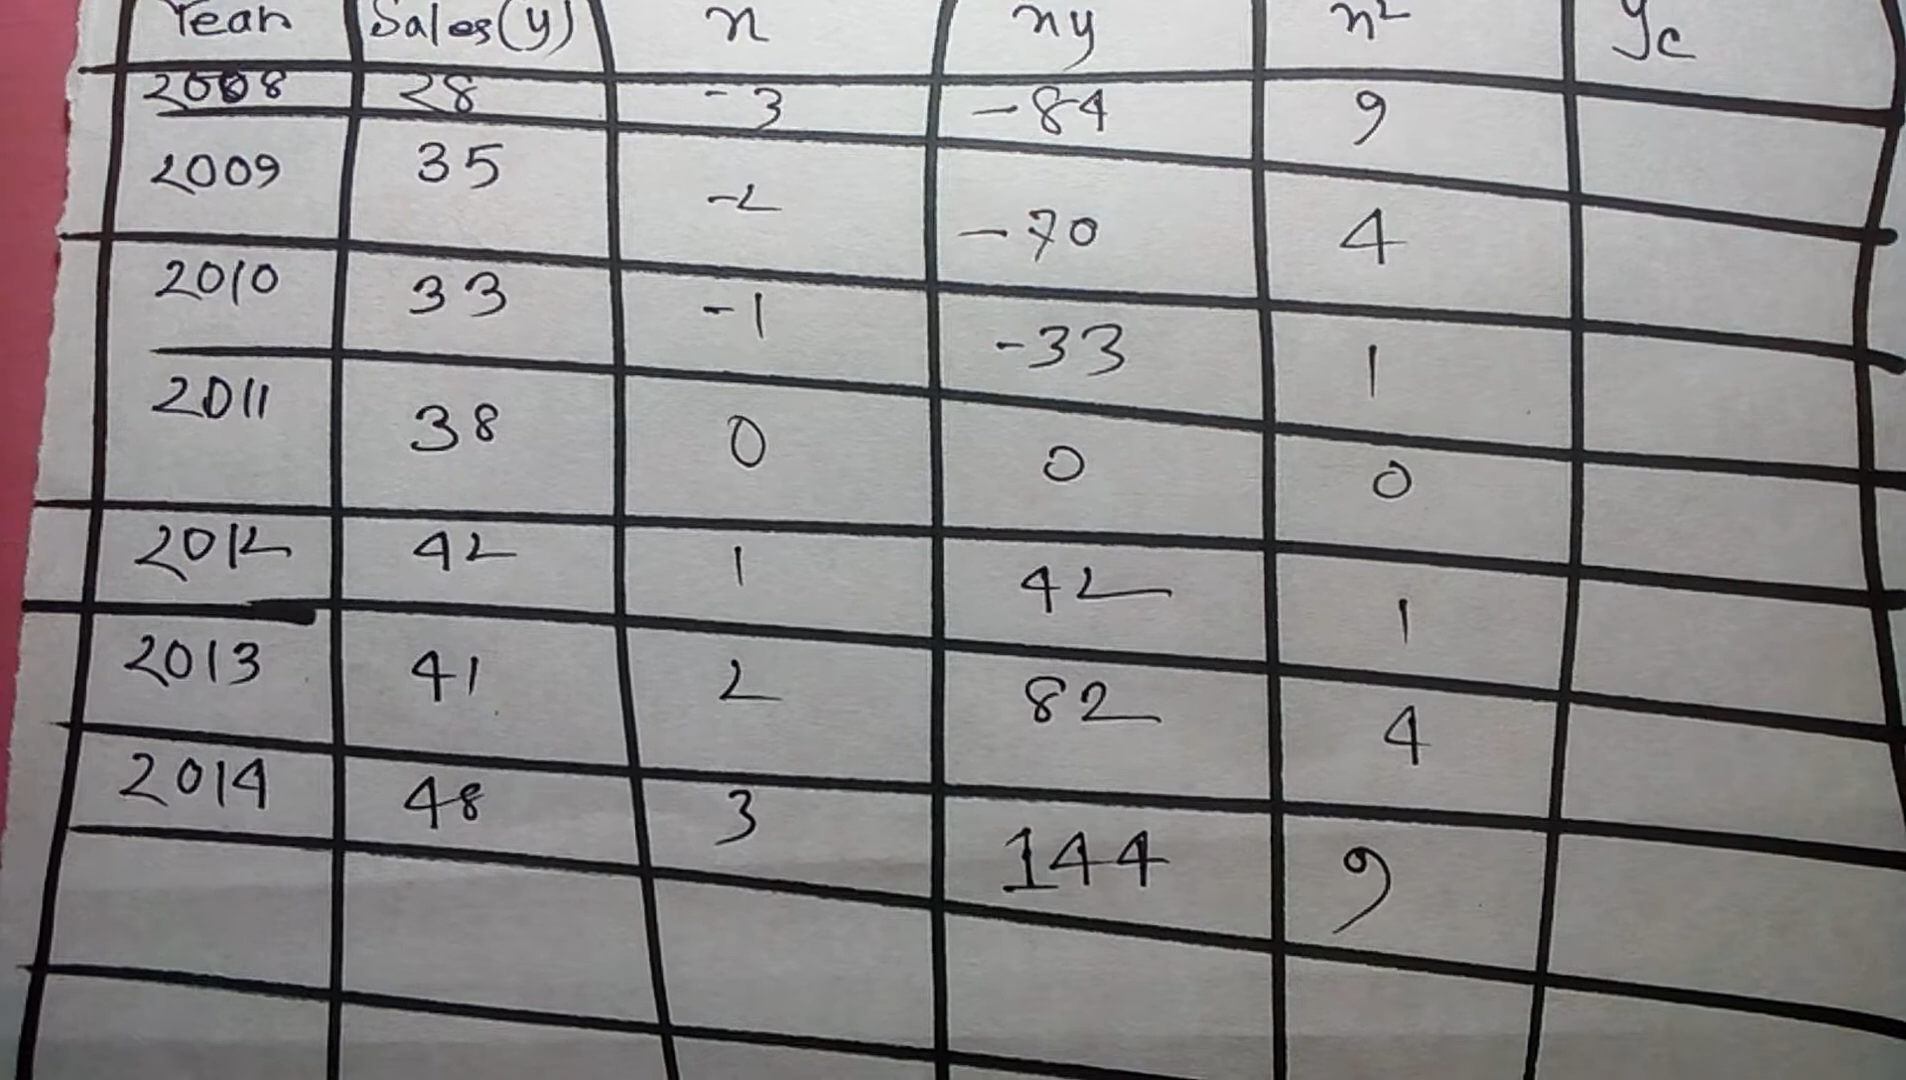 Year Sales(y) x xy x² yc
2008 28 -3 -84 9
2009 35 -2 -70 4
2010 33 -1 -33 1
2011 38 0 0 0
2012 42 1 42 1
2013 41 2 82 4
2014 48 3 144 9